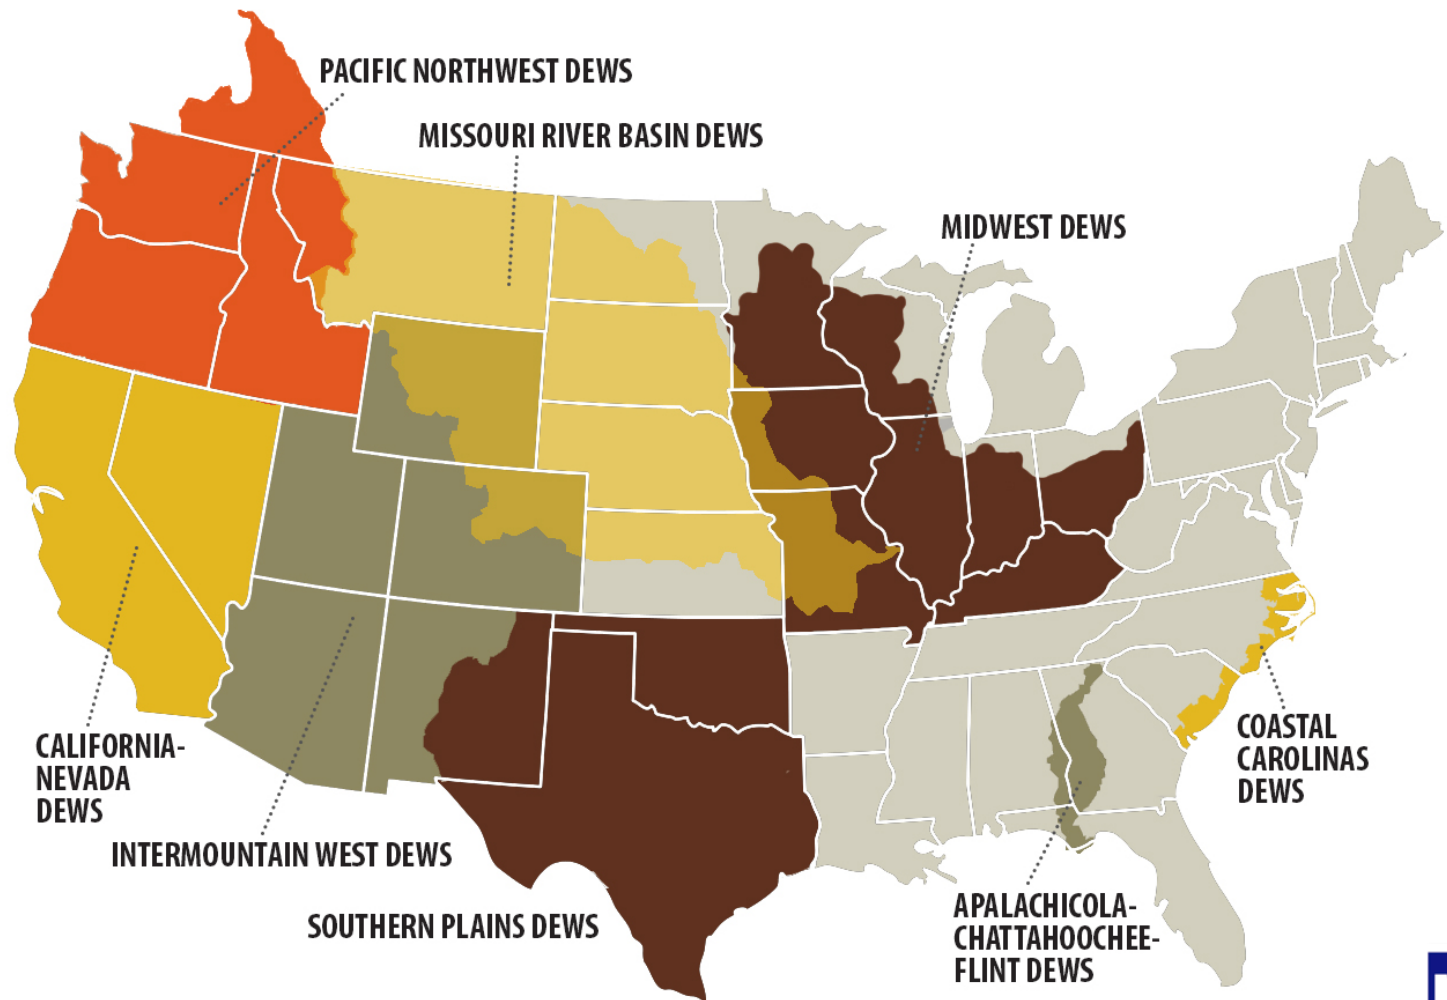 PACIFIC NORTHWEST DEWS
MISSOURI RIVER BASIN DEWS
MIDWEST DEWS
CALIFORNIA-
NEVADA
DEWS
INTERMOUNTAIN WEST DEWS
SOUTHERN PLAINS DEWS
COASTAL
CAROLINAS
DEWS
APALACHICOLA-
CHATTAHOOCHEE-
FLINT DEWS